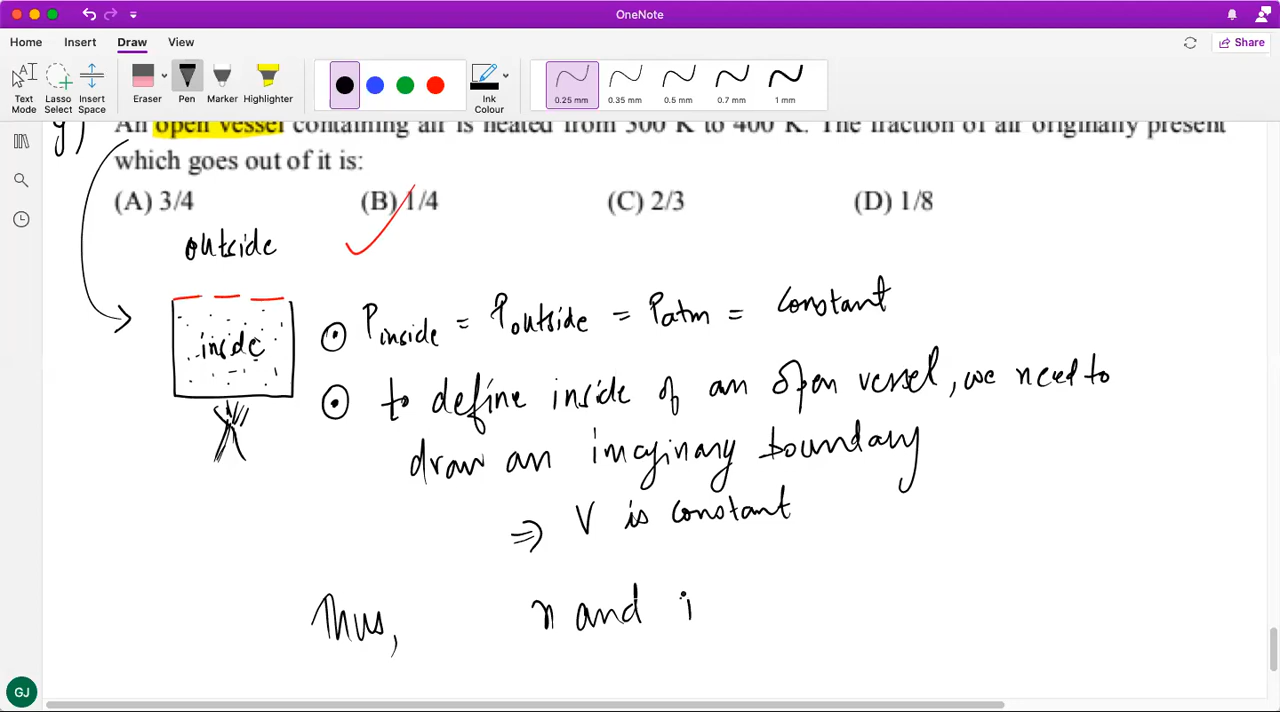 OneNote
Home Insert Draw View
Share
Text Mode
Lasso Select
Insert Space
Eraser
Pen
Marker
Highlighter
Ink Colour
0.25 mm 0.35 mm 0.5 mm 0.7 mm 1 mm
An open vessel containing air is heated from 300 K to 400 K. The fraction of air originally present
which goes out of it is:
(A) 3/4 (B) 1/4 (C) 2/3 (D) 1/8
outside
inside
Pinside = Poutside = Patm = constant
to define inside of an open vessel, we need to
draw an imaginary boundary
⇒ V is constant
Thus, n and
GJ